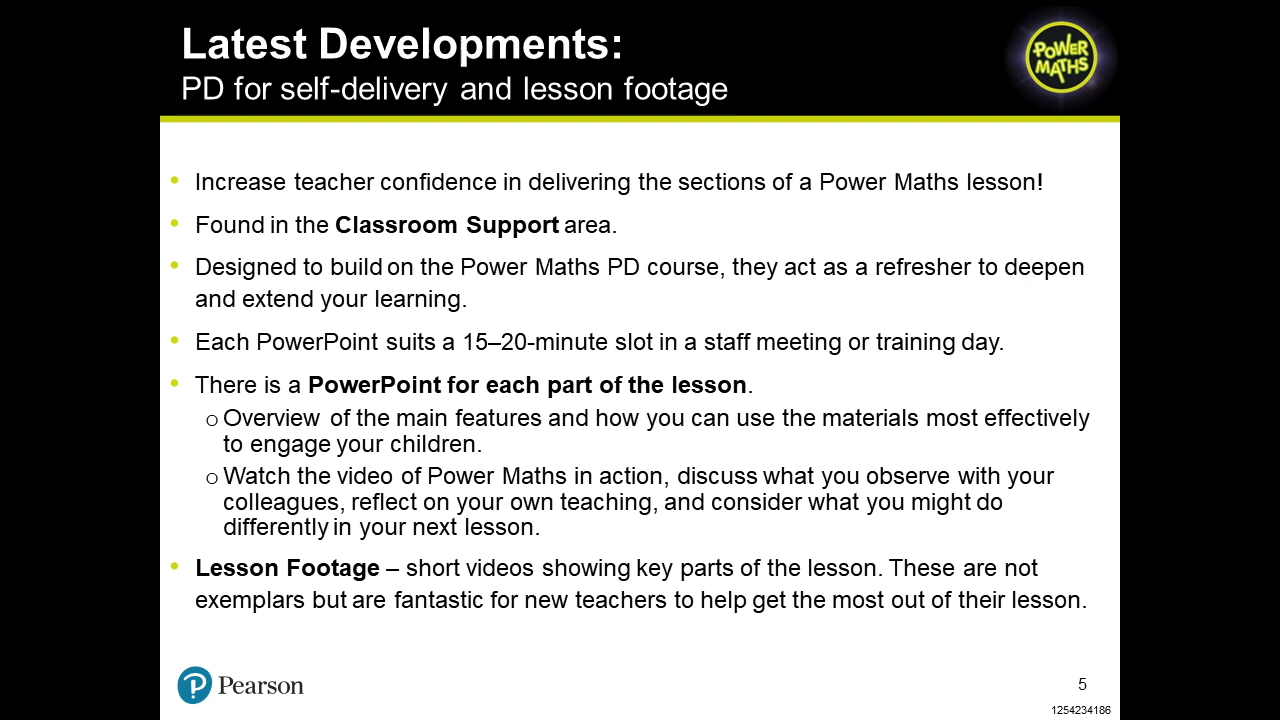 Latest Developments:
PD for self-delivery and lesson footage
POWER
MATHS
• Increase teacher confidence in delivering the sections of a Power Maths lesson!
• Found in the Classroom Support area.
• Designed to build on the Power Maths PD course, they act as a refresher to deepen
and extend your learning.
• Each PowerPoint suits a 15–20-minute slot in a staff meeting or training day.
• There is a PowerPoint for each part of the lesson.
o Overview of the main features and how you can use the materials most effectively
to engage your children.
o Watch the video of Power Maths in action, discuss what you observe with your
colleagues, reflect on your own teaching, and consider what you might do
differently in your next lesson.
• Lesson Footage – short videos showing key parts of the lesson. These are not
exemplars but are fantastic for new teachers to help get the most out of their lesson.
P Pearson
5
1254234186